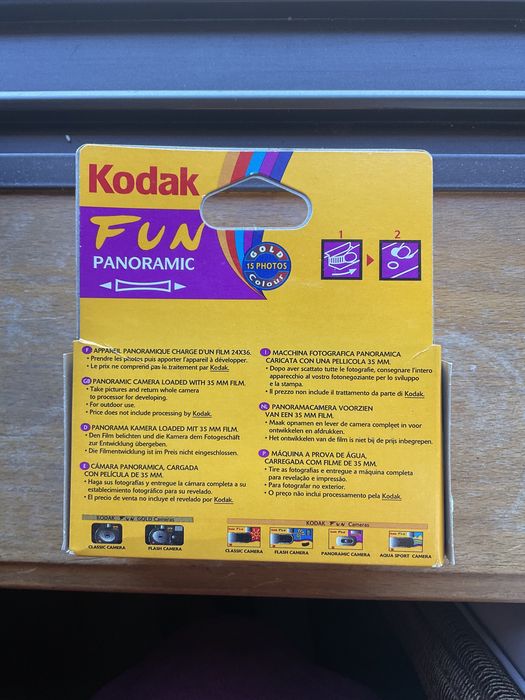 Kodak
FUN
PANORAMIC
GOLD
15 PHOTOS
Colour
1
2
F APPAREIL PANORAMIQUE CHARGE D'UN FILM 24X36.
• Prendre les photos puis apporter l'appareil à développer.
• Le prix ne comprend pas le traitement par Kodak.
GB PANORAMIC CAMERA LOADED WITH 35 MM FILM.
• Take pictures and return whole camera
to processor for developing.
• For outdoor use.
• Price does not include processing by Kodak.
D PANORAMA KAMERA LOADED MIT 35 MM FILM.
• Den Film belichten und die Kamera dem Fotogeschäft
zur Entwicklung übergeben.
• Die Filmentwicklung ist im Preis nicht eingeschlossen.
E CÁMARA PANORAMICA, CARGADA
CON PELÍCULA DE 35 MM.
• Haga sus fotografías y entregue la cámara completa a su
establecimiento fotográfico para su revelado.
• El precio de venta no incluye el revelado por Kodak.
I MACCHINA FOTOGRAFICA PANORAMICA
CARICATA CON UNA PELLICOLA 35 MM.
• Dopo aver scattato tutte le fotografie, consegnare l'intero
apparecchio al vostro fotonegoziante per lo sviluppo
e la stampa.
• Il prezzo non include il trattamento da parte di Kodak.
NL PANORAMACAMERA VOORZIEN
VAN EEN 35 MM FILM.
• Maak opnamen en lever de camera compleet in voor
ontwikkelen en afdrukken.
• Het ontwikkelen van de film is niet bij de prijs inbegrepen.
P MÁQUINA A PROVA DE ÁGUA,
CARREGADA COM FILME DE 35 MM.
• Tire as fotografias e entregue a máquina completa
para revelação e impressão.
• Para fotografar no exterior.
• O preço não inclui processamento pela Kodak.
KODAK FUN GOLD Cameras
CLASSIC CAMERA
FLASH CAMERA
KODAK FUN Cameras
CLASSIC CAMERA
FLASH CAMERA
PANORAMIC CAMERA
AQUA SPORT CAMERA